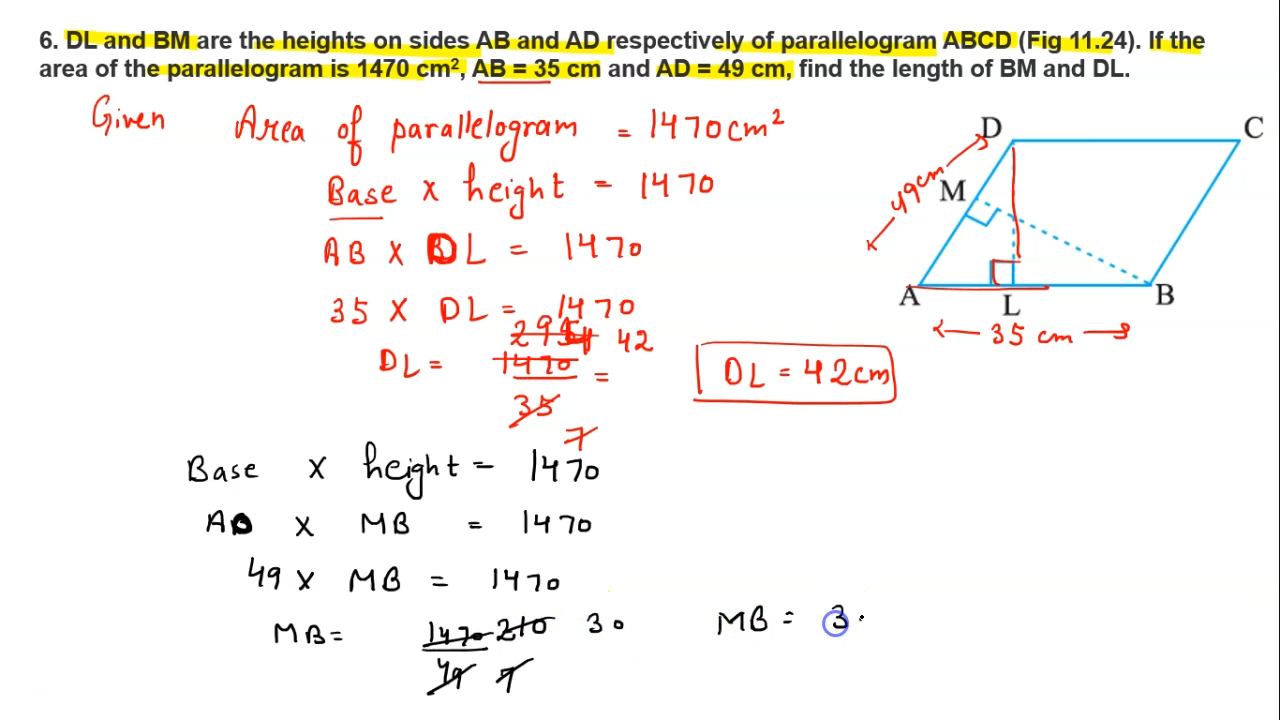 6. DL and BM are the heights on sides AB and AD respectively of parallelogram ABCD (Fig 11.24). If the
area of the parallelogram is 1470 cm², AB = 35 cm and AD = 49 cm, find the length of BM and DL.
Given Area of parallelogram = 1470 cm²
Base x height = 1470
AB x DL = 1470
35 x DL = 1470
DL = 1470 =
35
294 42
7
DL = 42cm
D
C
49cm
M
A
L
B
35 cm
Base x height = 1470
AD x MB = 1470
49 x MB = 1470
MB = 1470 210 30
49 7
MB = 3